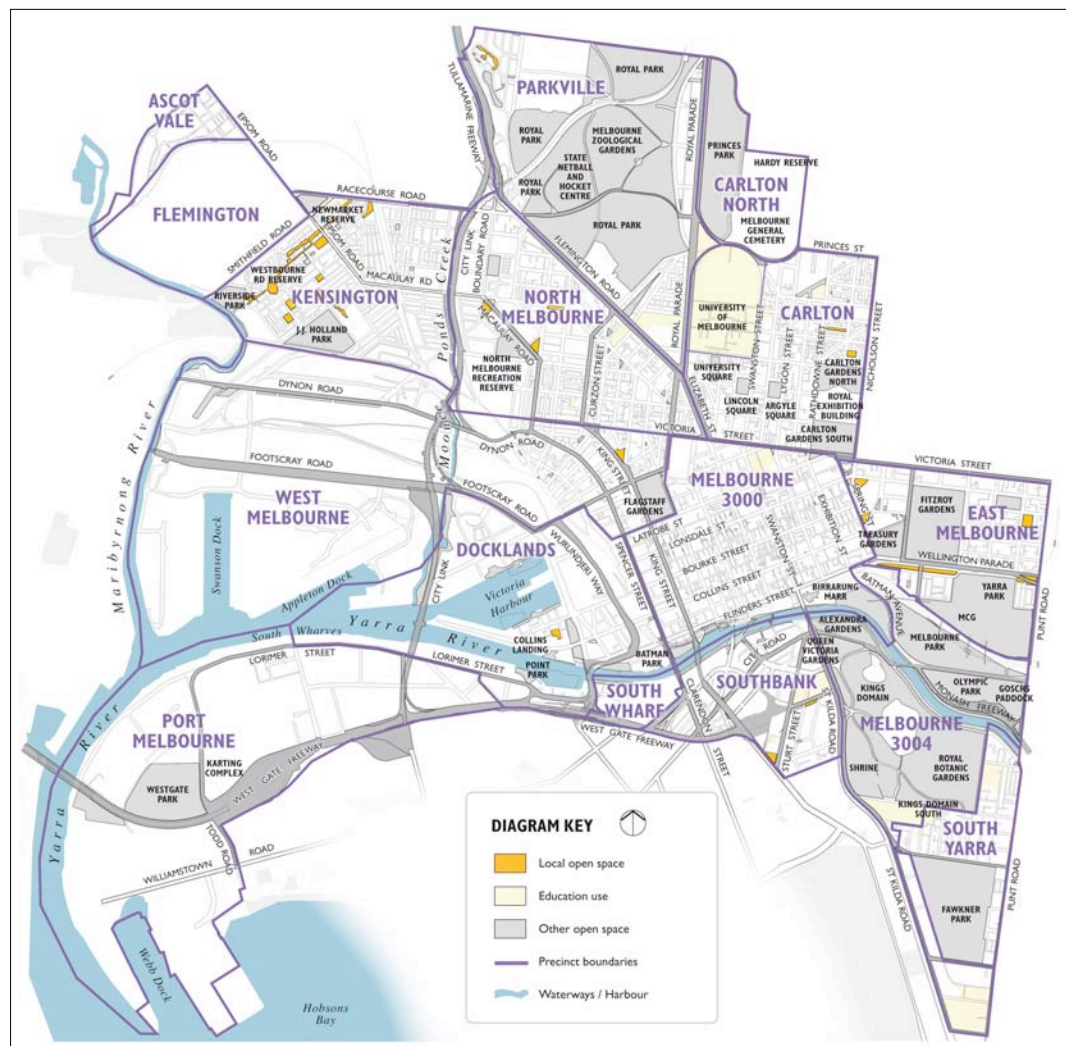 ROYAL PARK
PARKVILLE
TULLAMARINE FREEWAY
ASCOT
VALE
EPSOM ROAD
ROYAL
PARK
MELBOURNE
ZOOLOGICAL
GARDENS
ROYAL PARADE
PRINCES
PARK
HARDY RESERVE
STATE
NETBALL
AND
HOCKET
CENTRE
ROYAL
PARK
CARLTON
NORTH
RACECOURSE ROAD
FLEMINGTON
NEWMARKET
RESERVE
ROYAL PARK
MELBOURNE
GENERAL
CEMETERY
PRINCES ST
SMITHFIELD ROAD
EPSOM ROAD
CITY LINK
BOUNDARY ROAD
FLEMINGTON ROAD
WESTBOURNE
RD RESERVE
MACAULAY RD
KENSINGTON
RIVERSIDE
PARK
J.J. HOLLAND
PARK
NORTH
MELBOURNE
MACAULAY ROAD
ROYAL PARADE
UNIVERSITY
OF
MELBOURNE
CARLTON
SWANSTON STREET
LYGON STREET
RATHDOWNE STREET
NICHOLSON STREET
Moonee Ponds Creek
NORTH
MELBOURNE
RECREATION
RESERVE
CURZON STREET
UNIVERSITY
SQUARE
CARLTON
GARDENS
NORTH
LINCOLN
SQUARE
ARGYLE
SQUARE
ROYAL
EXHIBITION
BUILDING
ELIZABETH ST
VICTORIA STREET
CARLTON
GARDENS SOUTH
DYNON ROAD
DYNON ROAD
Maribyrnong River
FOOTSCRAY ROAD
FOOTSCRAY ROAD
KING STREET
FLAGSTAFF
GARDENS
MELBOURNE
3000
VICTORIA STREET
SPRING ST
FITZROY
GARDENS
EAST
MELBOURNE
TREASURY
GARDENS
WELLINGTON PARADE
WEST
MELBOURNE
Swanson Dock
Appleton Dock
DOCKLANDS
WURUNDJERI WAY
LATROBE ST
LONSDALE ST
BOURKE STREET
COLLINS STREET
FLINDERS STREET
SWANSTON ST
EXHIBITION ST
SPENCER STREET
KING STREET
CITY LINK
Victoria
Harbour
BIRRARUNG
MARR
BATMAN AVENUE
YARRA
PARK
MCG
PUNT ROAD
South Wharves
Yarra River
COLLINS
LANDING
POINT
PARK
BATMAN
PARK
ALEXANDRA
GARDENS
QUEEN
VICTORIA
GARDENS
MELBOURNE
PARK
OLYMPIC
PARK
GOSCHS
PADDOCK
MONASH FREEWAY
LORIMER STREET
LORIMER STREET
CITY ROAD
SOUTHBANK
SOUTH
WHARF
CLARENDON STREET
STURT STREET
ST KILDA ROAD
KINGS
DOMAIN
MELBOURNE
3004
SHRINE
ROYAL
BOTANIC
GARDENS
KINGS DOMAIN
SOUTH
SOUTH
YARRA
WEST GATE FREEWAY
PORT
MELBOURNE
KARTING
COMPLEX
WESTGATE
PARK
WEST GATE FREEWAY
TODD ROAD
WILLIAMSTOWN ROAD
Yarra River
Webb Dock
Hobsons
Bay
ST KILDA ROAD
FAWKNER
PARK
PUNT ROAD
DIAGRAM KEY
Local open space
Education use
Other open space
Precinct boundaries
Waterways / Harbour
ROYAL
PARK